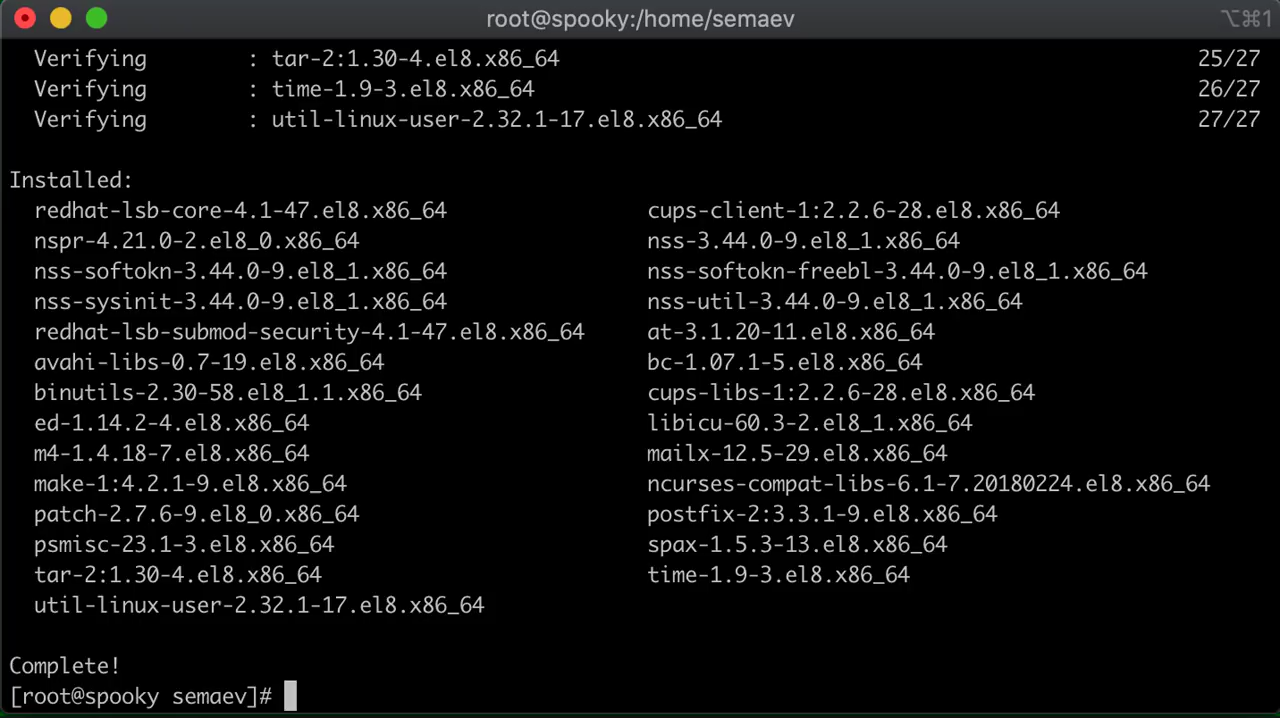 root@spooky:/home/semaev ⌥⌘1
Verifying : tar-2:1.30-4.el8.x86_64 25/27
Verifying : time-1.9-3.el8.x86_64 26/27
Verifying : util-linux-user-2.32.1-17.el8.x86_64 27/27
Installed:
redhat-lsb-core-4.1-47.el8.x86_64 cups-client-1:2.2.6-28.el8.x86_64
nspr-4.21.0-2.el8_0.x86_64 nss-3.44.0-9.el8_1.x86_64
nss-softokn-3.44.0-9.el8_1.x86_64 nss-softokn-freebl-3.44.0-9.el8_1.x86_64
nss-sysinit-3.44.0-9.el8_1.x86_64 nss-util-3.44.0-9.el8_1.x86_64
redhat-lsb-submod-security-4.1-47.el8.x86_64 at-3.1.20-11.el8.x86_64
avahi-libs-0.7-19.el8.x86_64 bc-1.07.1-5.el8.x86_64
binutils-2.30-58.el8_1.1.x86_64 cups-libs-1:2.2.6-28.el8.x86_64
ed-1.14.2-4.el8.x86_64 libicu-60.3-2.el8_1.x86_64
m4-1.4.18-7.el8.x86_64 mailx-12.5-29.el8.x86_64
make-1:4.2.1-9.el8.x86_64 ncurses-compat-libs-6.1-7.20180224.el8.x86_64
patch-2.7.6-9.el8_0.x86_64 postfix-2:3.3.1-9.el8.x86_64
psmisc-23.1-3.el8.x86_64 spax-1.5.3-13.el8.x86_64
tar-2:1.30-4.el8.x86_64 time-1.9-3.el8.x86_64
util-linux-user-2.32.1-17.el8.x86_64
Complete!
[root@spooky semaev]#